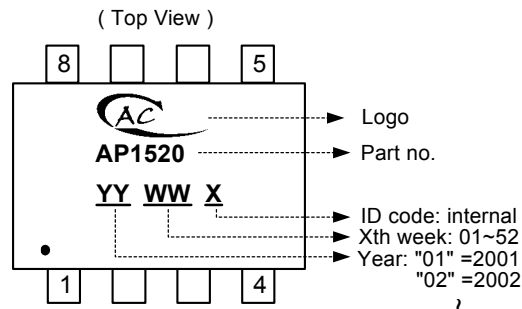 ( Top View )
8 5
AC
Logo
AP1520
Part no.
YY WW X
ID code: internal
Xth week: 01~52
Year: "01" =2001
"02" =2002
~
1 4